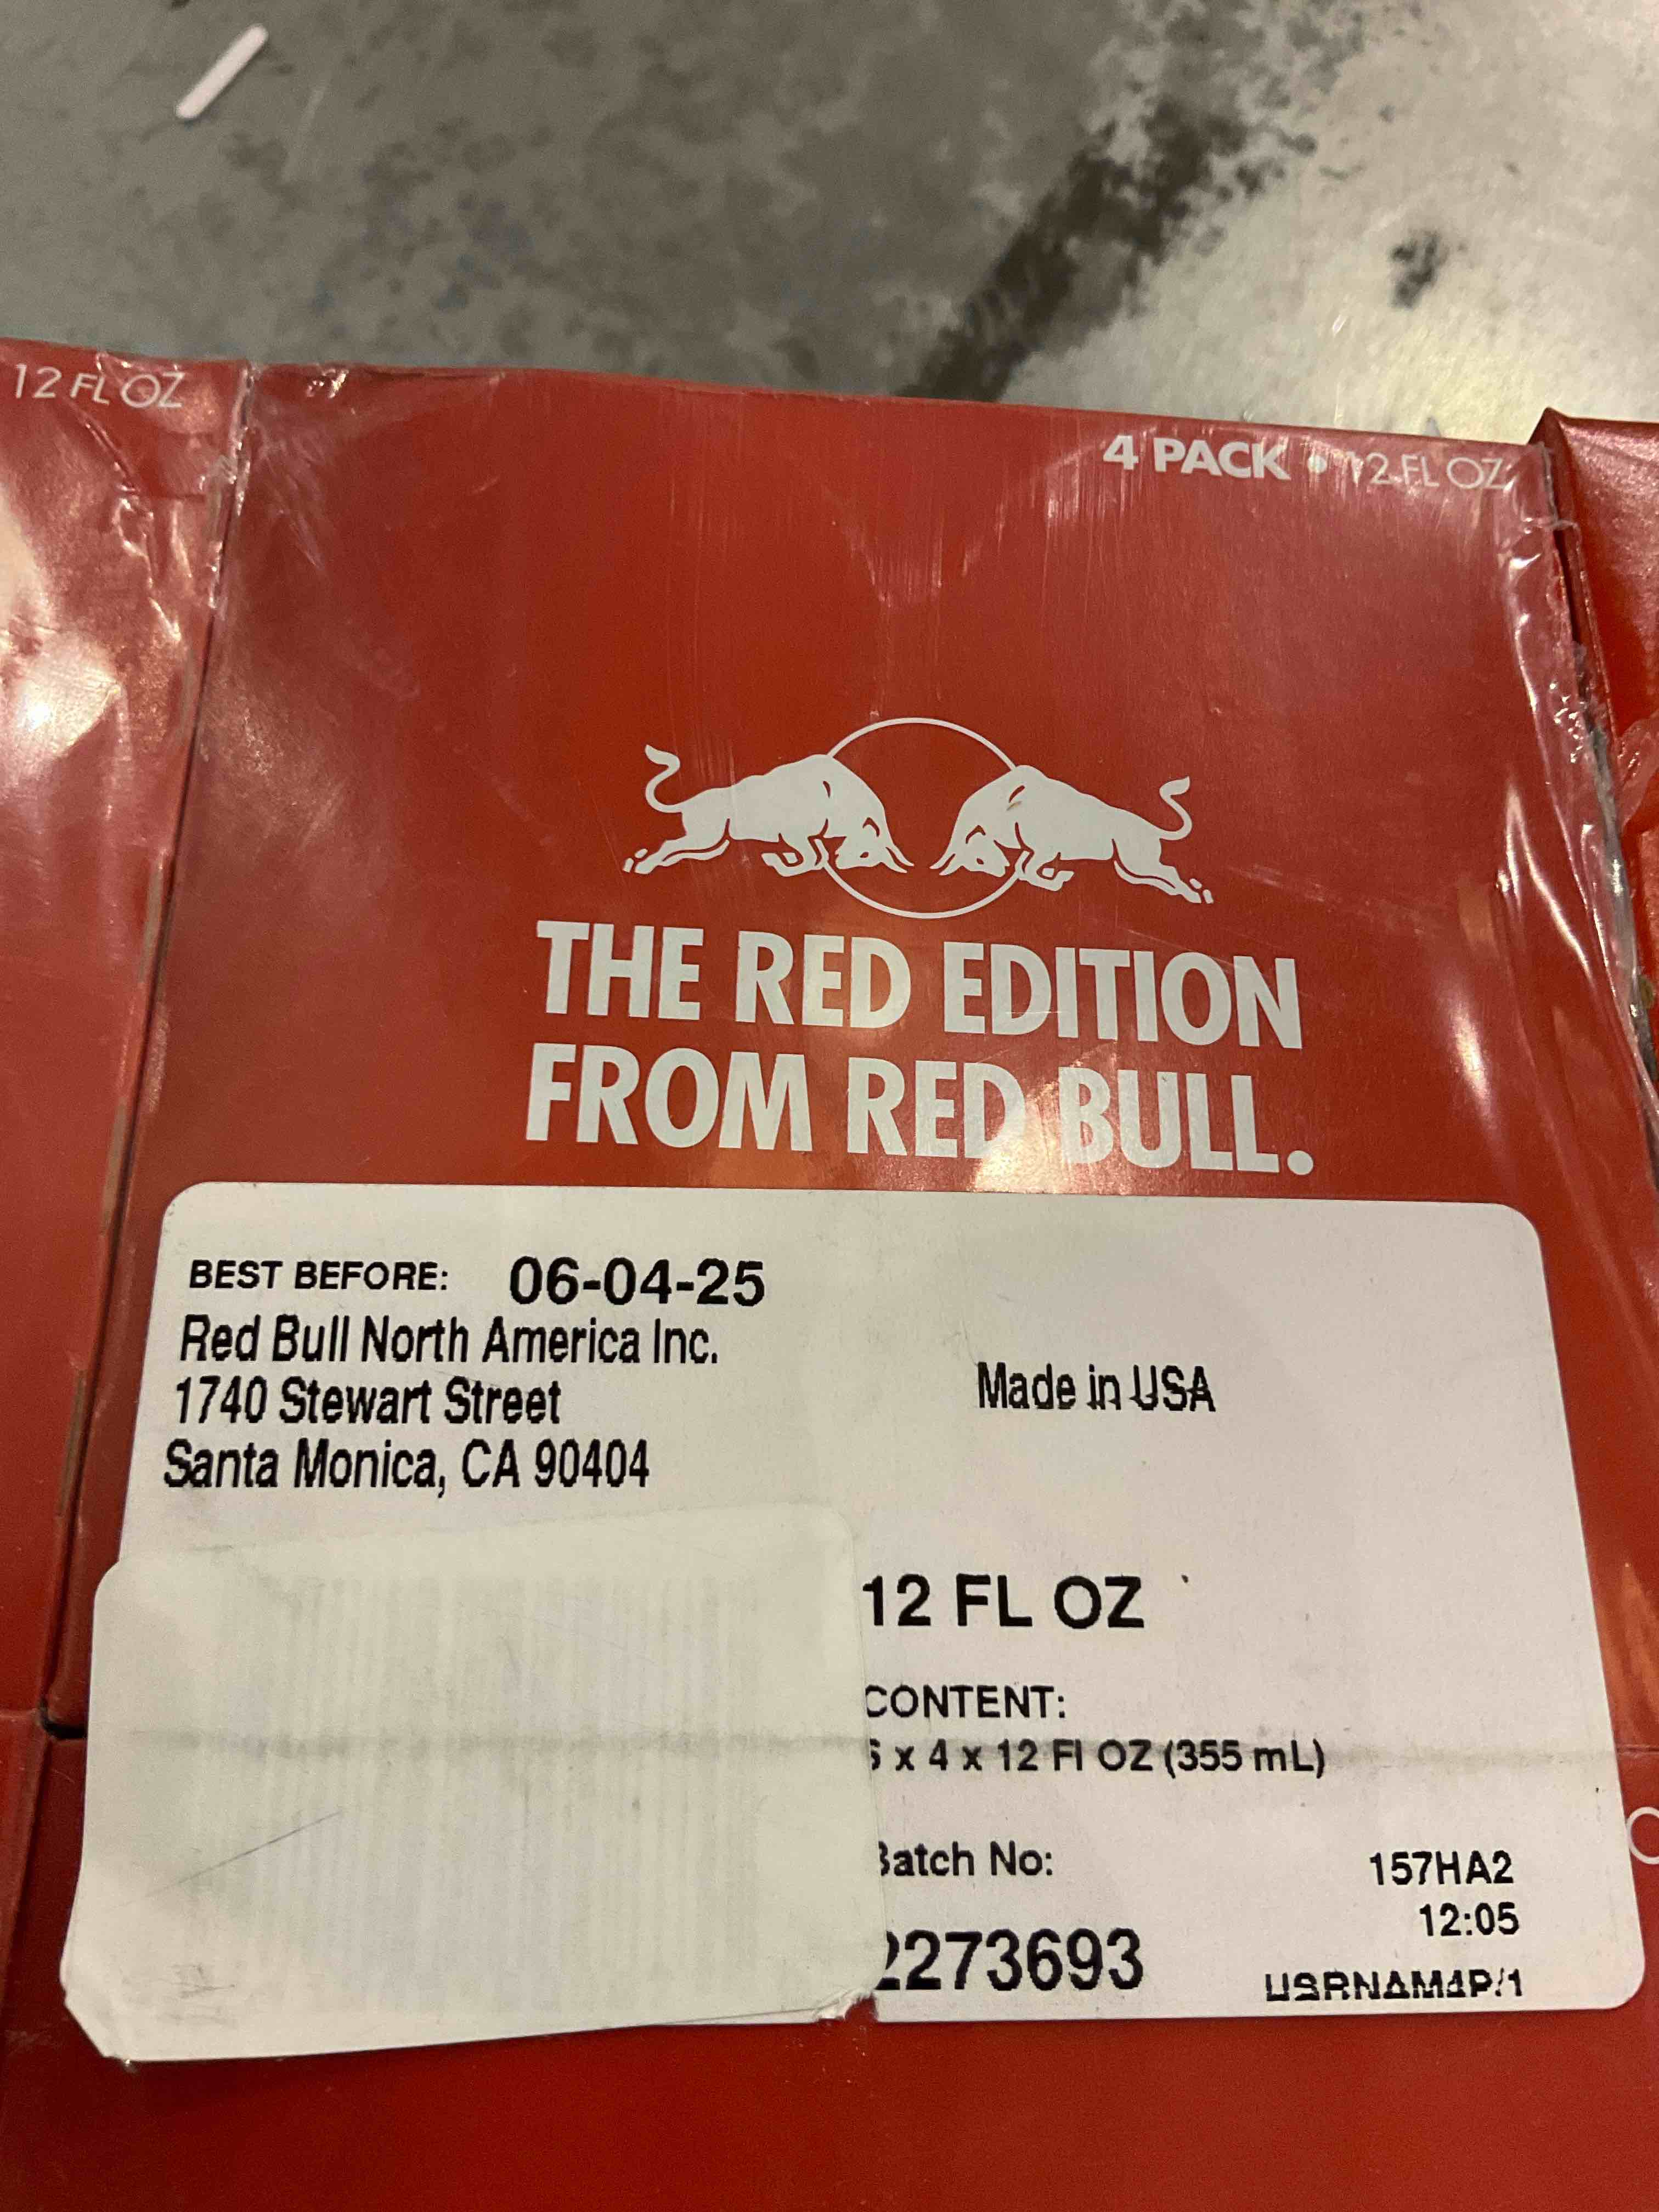 12 FL OZ
4 PACK • 12 FL OZ
THE RED EDITION
FROM RED BULL.
BEST BEFORE: 06-04-25
Red Bull North America Inc.
1740 Stewart Street
Santa Monica, CA 90404
Made in USA
12 FL OZ
CONTENT:
x 4 x 12 Fl OZ (355 mL)
Batch No:
157HA2
12:05
2273693
USRNAM4P/1